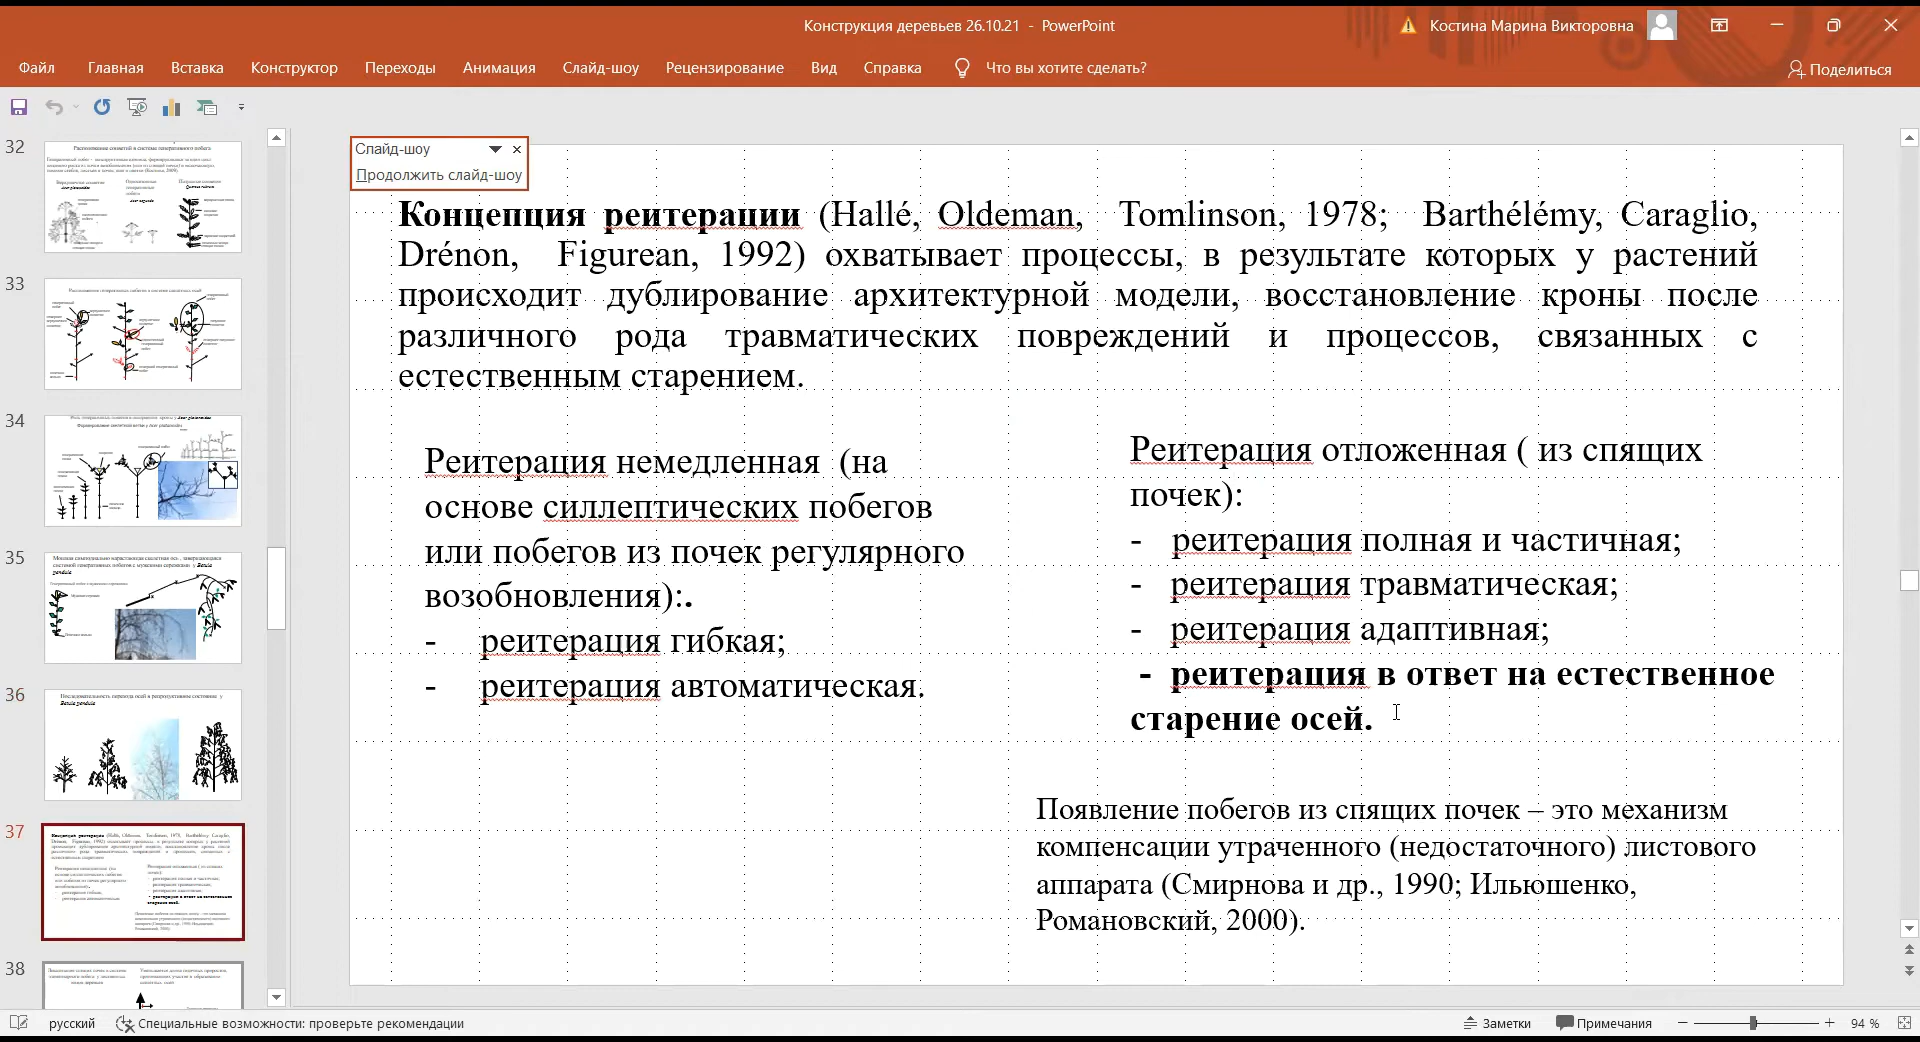 Конструкция деревьев 26.10.21 - PowerPoint
Костина Марина Викторовна
Файл Главная Вставка Конструктор Переходы Анимация Слайд-шоу Рецензирование Вид Справка Что вы хотите сделать? Поделиться
32
33
34
35
36
37
38
Слайд-шоу
Продолжить слайд-шоу
Концепция реитерации (Hallé, Oldeman, Tomlinson, 1978; Barthélémy, Caraglio,
Drénon, Figurean, 1992) охватывает процессы, в результате которых у растений
происходит дублирование архитектурной модели, восстановление кроны после
различного рода травматических повреждений и процессов, связанных с
естественным старением.
Реитерация немедленная (на
основе силлептических побегов
или побегов из почек регулярного
возобновления):.
- реитерация гибкая;
- реитерация автоматическая.
Реитерация отложенная ( из спящих
почек):
- реитерация полная и частичная;
- реитерация травматическая;
- реитерация адаптивная;
- реитерация в ответ на естественное
старение осей.
Появление побегов из спящих почек – это механизм
компенсации утраченного (недостаточного) листового
аппарата (Смирнова и др., 1990; Ильюшенко,
Романовский, 2000).
русский Специальные возможности: проверьте рекомендации Заметки Примечания 94 %